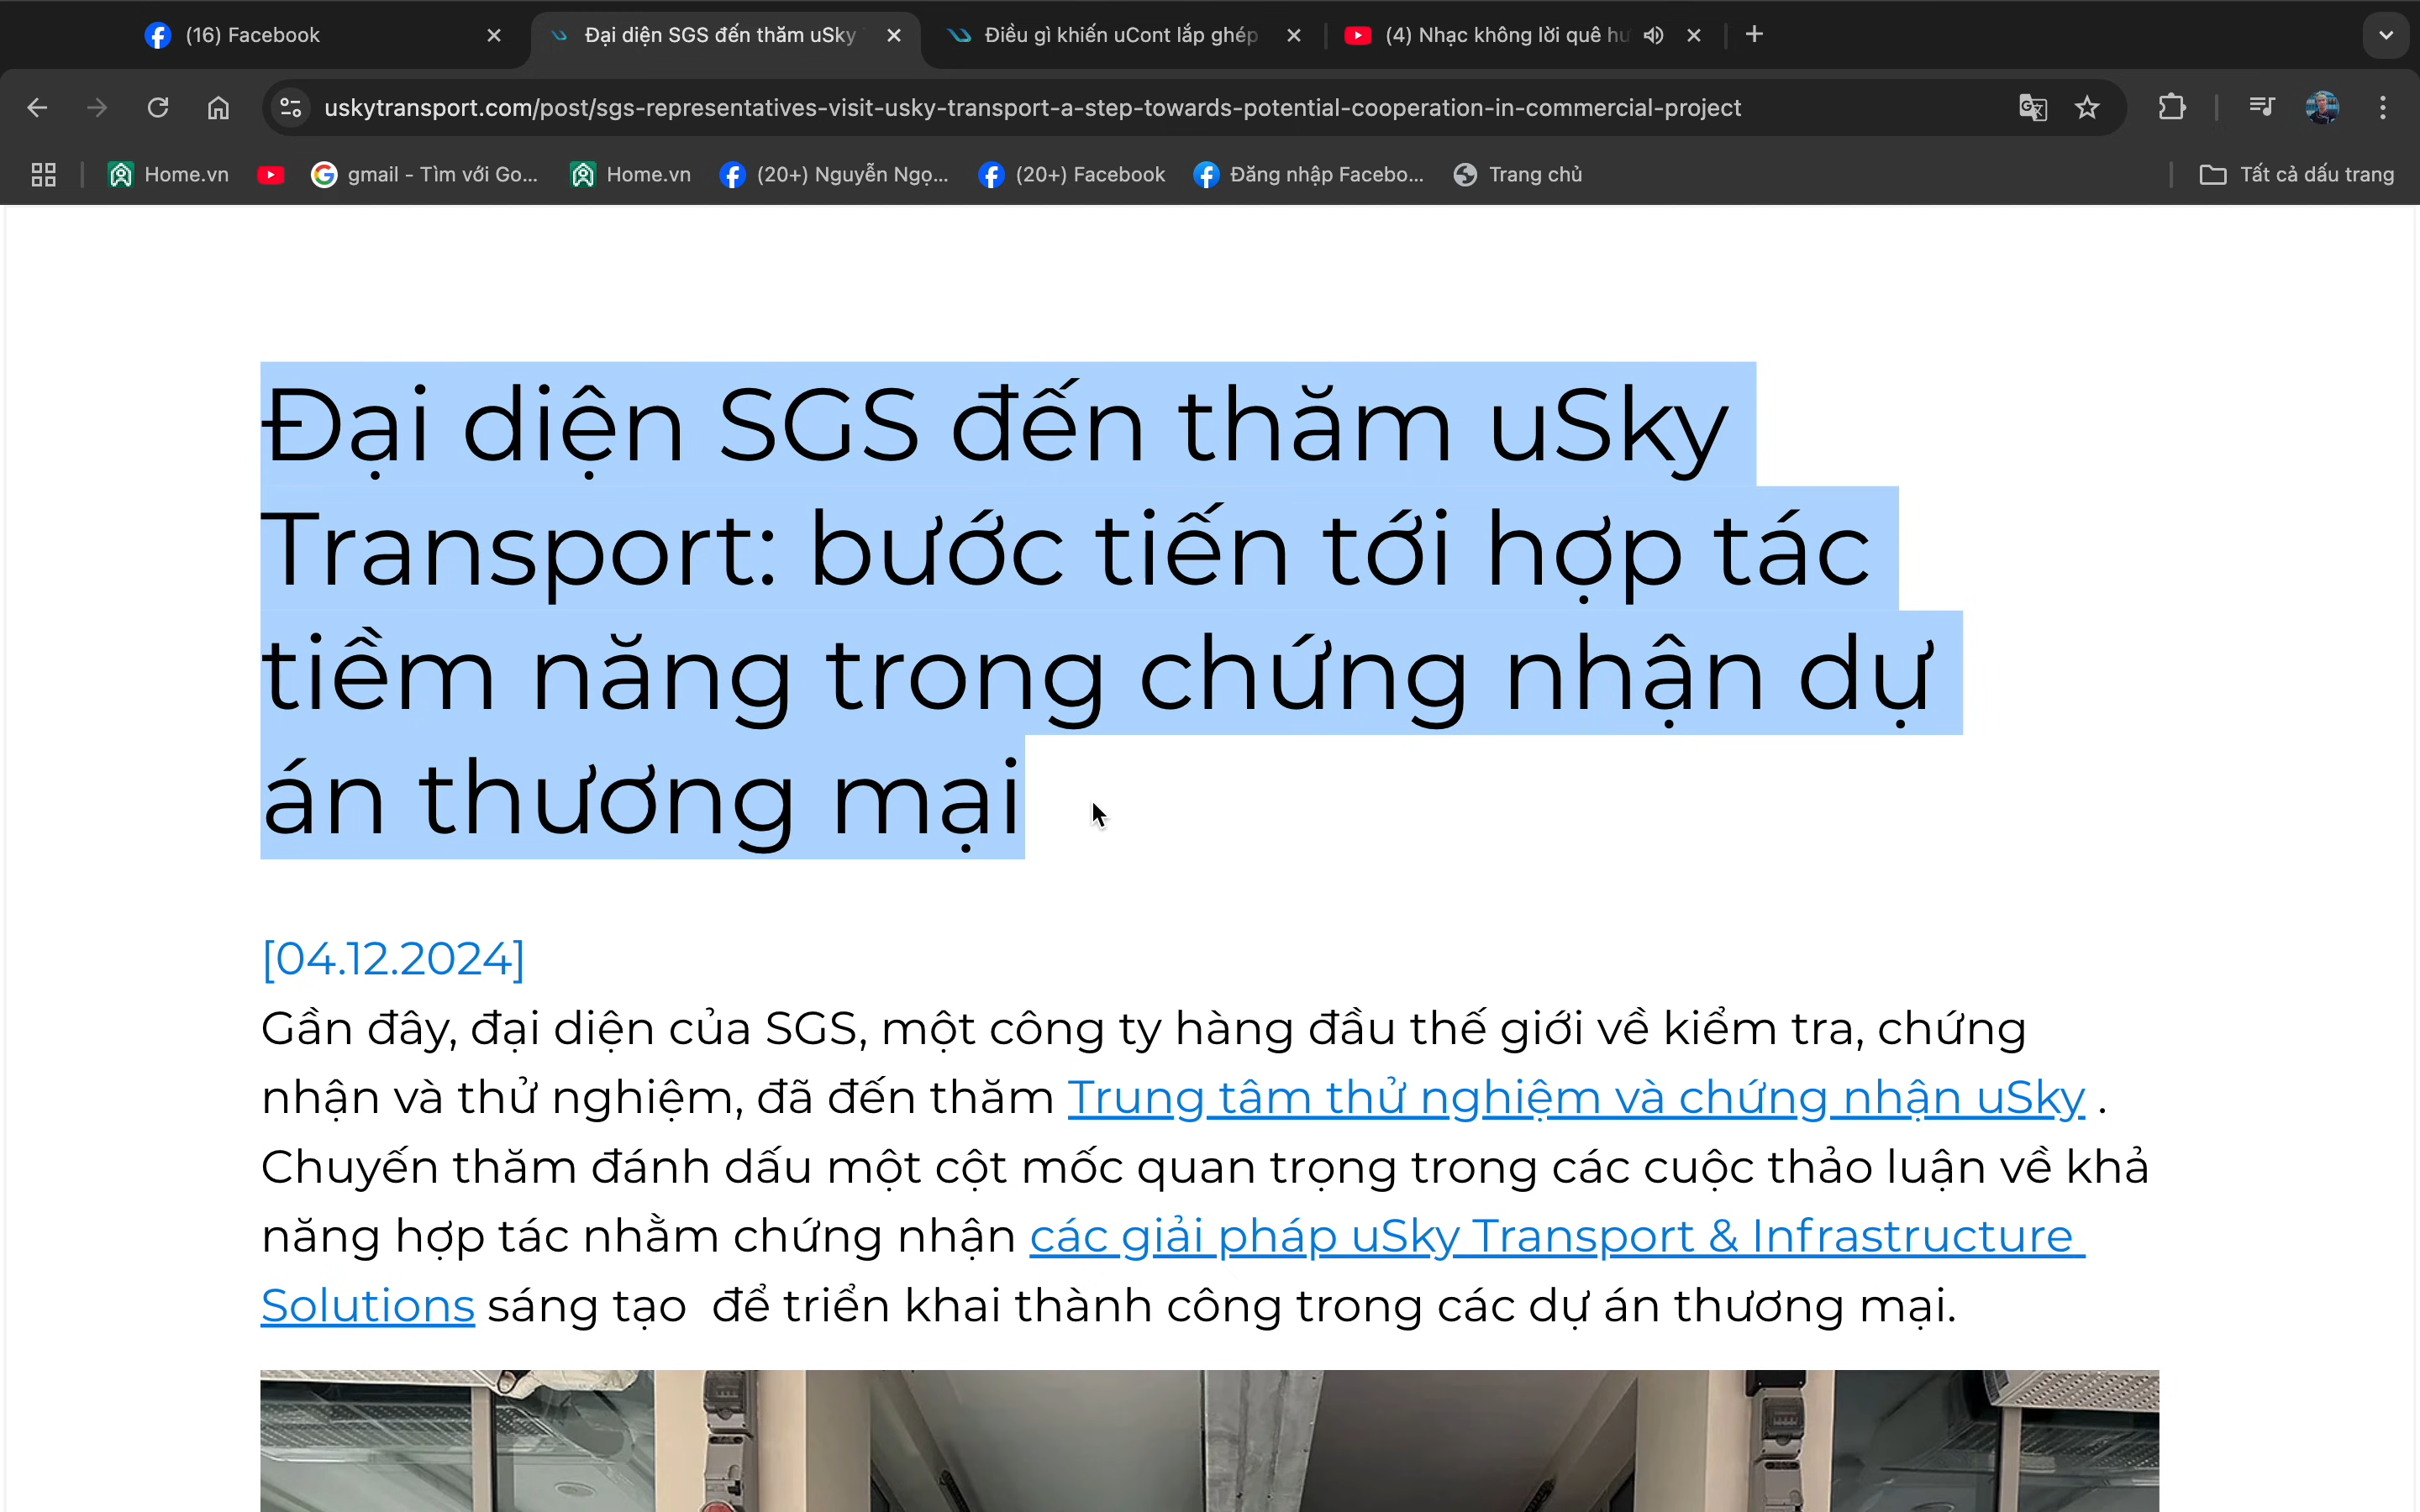 (16) Facebook
Đại diện SGS đến thăm uSky
Điều gì khiến uCont lắp ghép
(4) Nhạc không lời quê hư
uskytransport.com/post/sgs-representatives-visit-usky-transport-a-step-towards-potential-cooperation-in-commercial-project
Home.vn
gmail - Tìm với Go...
Home.vn
(20+) Nguyễn Ngọ...
(20+) Facebook
Đăng nhập Facebo...
Trang chủ
Tất cả dấu trang
Đại diện SGS đến thăm uSky
Transport: bước tiến tới hợp tác
tiềm năng trong chứng nhận dự
án thương mại
[04.12.2024]
Gần đây, đại diện của SGS, một công ty hàng đầu thế giới về kiểm tra, chứng
nhận và thử nghiệm, đã đến thăm Trung tâm thử nghiệm và chứng nhận uSky .
Chuyến thăm đánh dấu một cột mốc quan trọng trong các cuộc thảo luận về khả
năng hợp tác nhằm chứng nhận các giải pháp uSky Transport & Infrastructure
Solutions sáng tạo  để triển khai thành công trong các dự án thương mại.